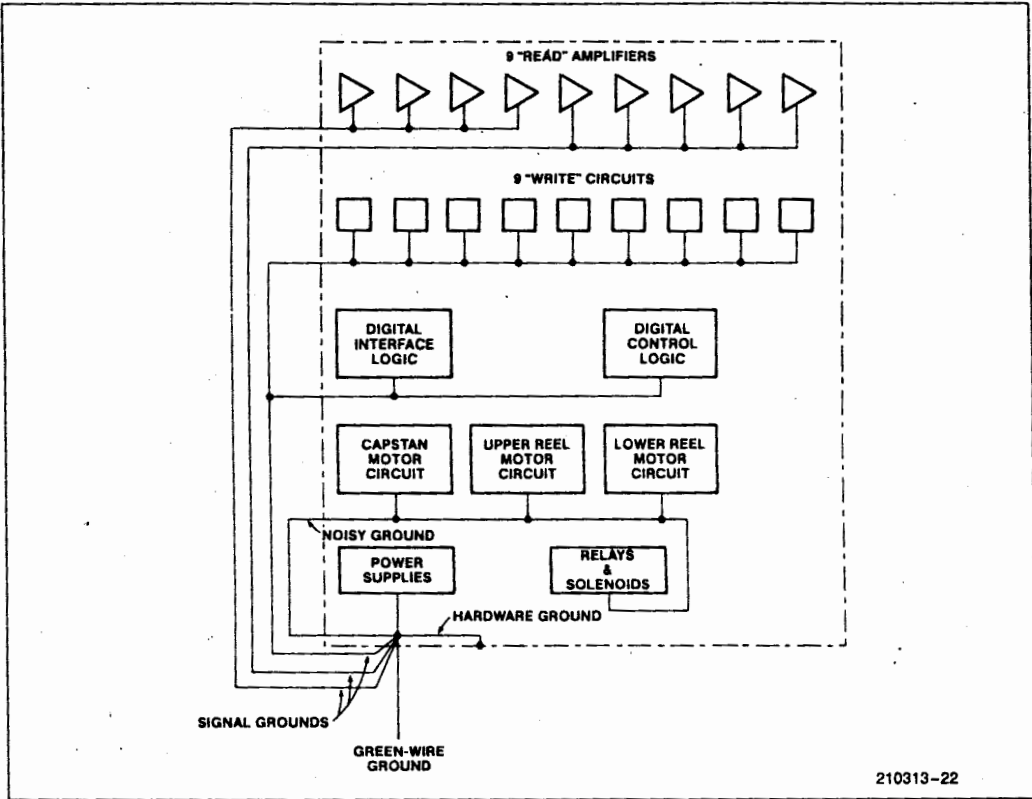 9 "READ" AMPLIFIERS
9 "WRITE" CIRCUITS
DIGITAL
INTERFACE
LOGIC
DIGITAL
CONTROL
LOGIC
CAPSTAN
MOTOR
CIRCUIT
UPPER REEL
MOTOR
CIRCUIT
LOWER REEL
MOTOR
CIRCUIT
NOISY GROUND
POWER
SUPPLIES
RELAYS
&
SOLENOIDS
HARDWARE GROUND
SIGNAL GROUNDS
GREEN-WIRE
GROUND
210313-22